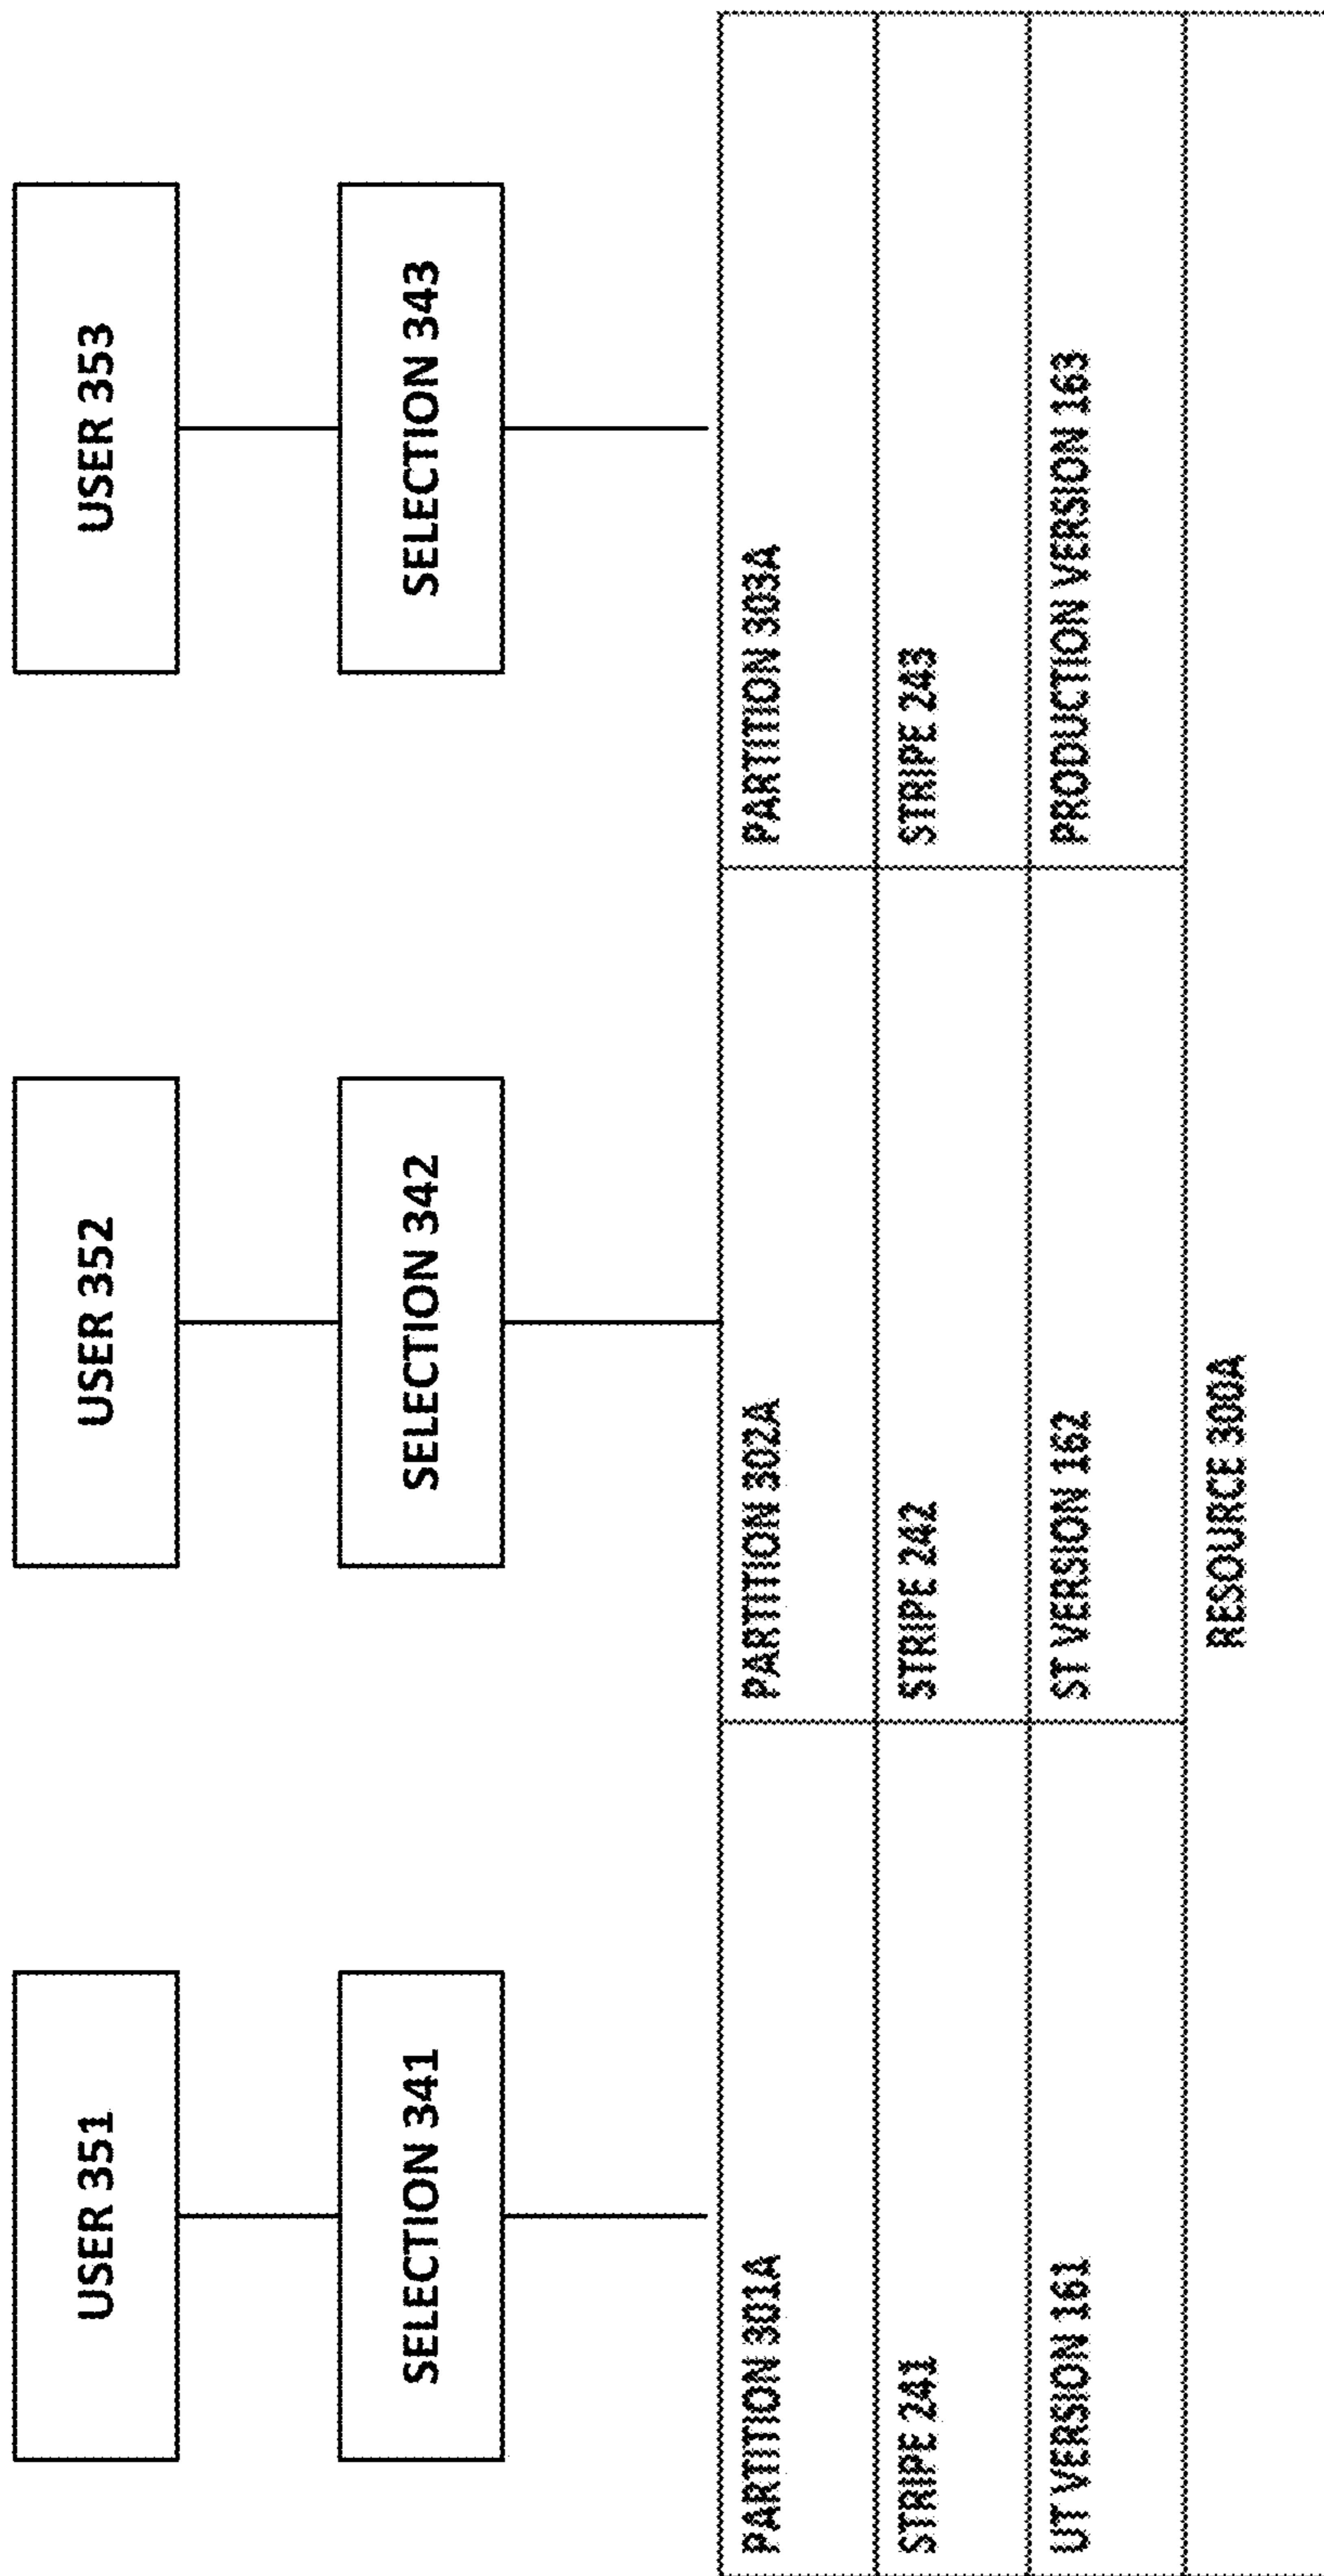 USER 351
USER 352
USER 353
SELECTION 341
SELECTION 342
SELECTION 343
PARTITION 301A
PARTITION 302A
PARTITION 303A
STRIPE 241
STRIPE 242
STRIPE 243
UT VERSION 161
ST VERSION 162
PRODUCTION VERSION 163
RESOURCE 300A